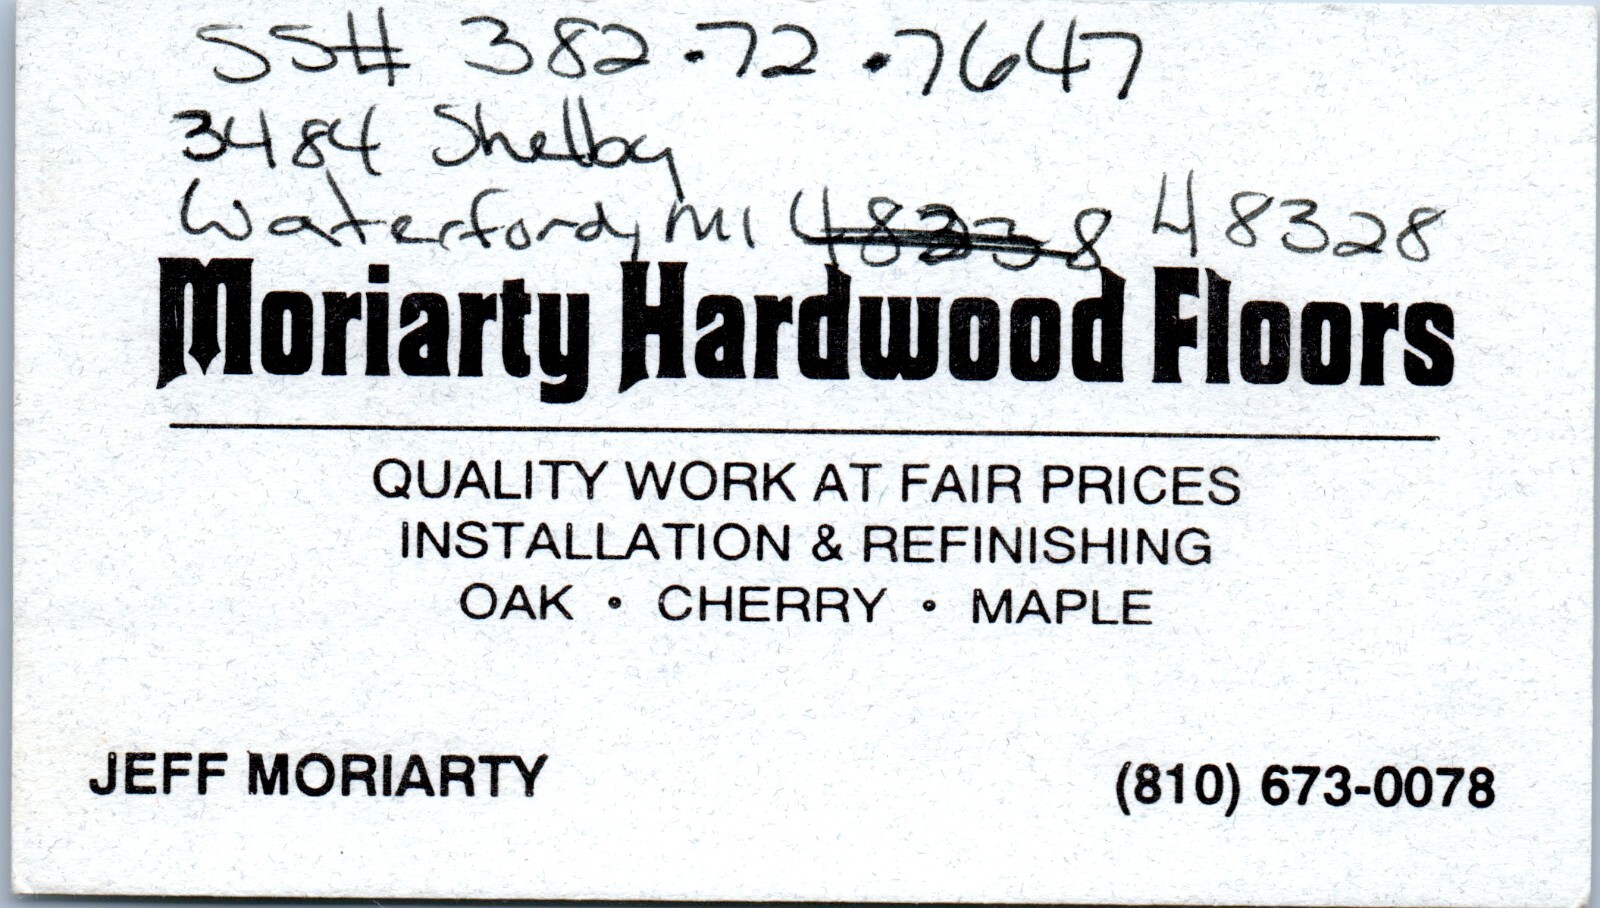 SS# 382·72·7647
3484 Shelby
Waterford, MI 48328
Moriarty Hardwood Floors
QUALITY WORK AT FAIR PRICES
INSTALLATION & REFINISHING
OAK • CHERRY • MAPLE
JEFF MORIARTY (810) 673-0078